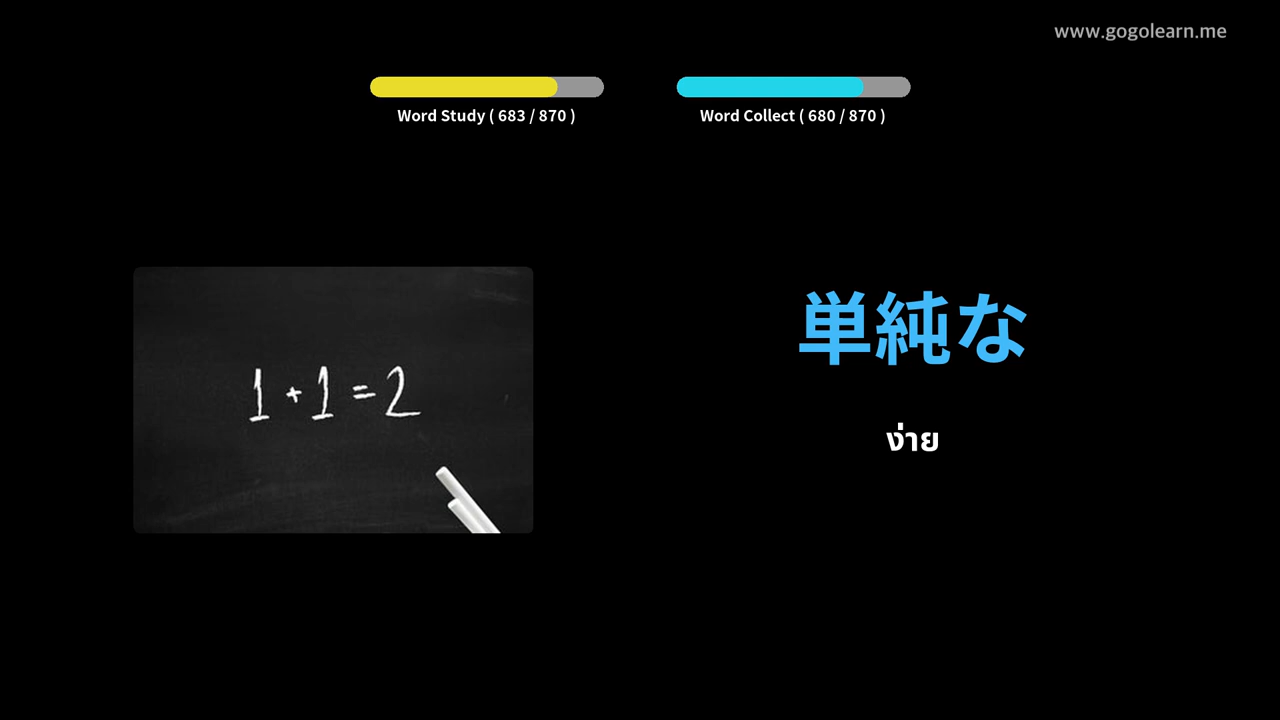 www.gogolearn.me
Word Study ( 683 / 870 )
Word Collect ( 680 / 870 )
1 + 1 = 2
単純な
ง่าย